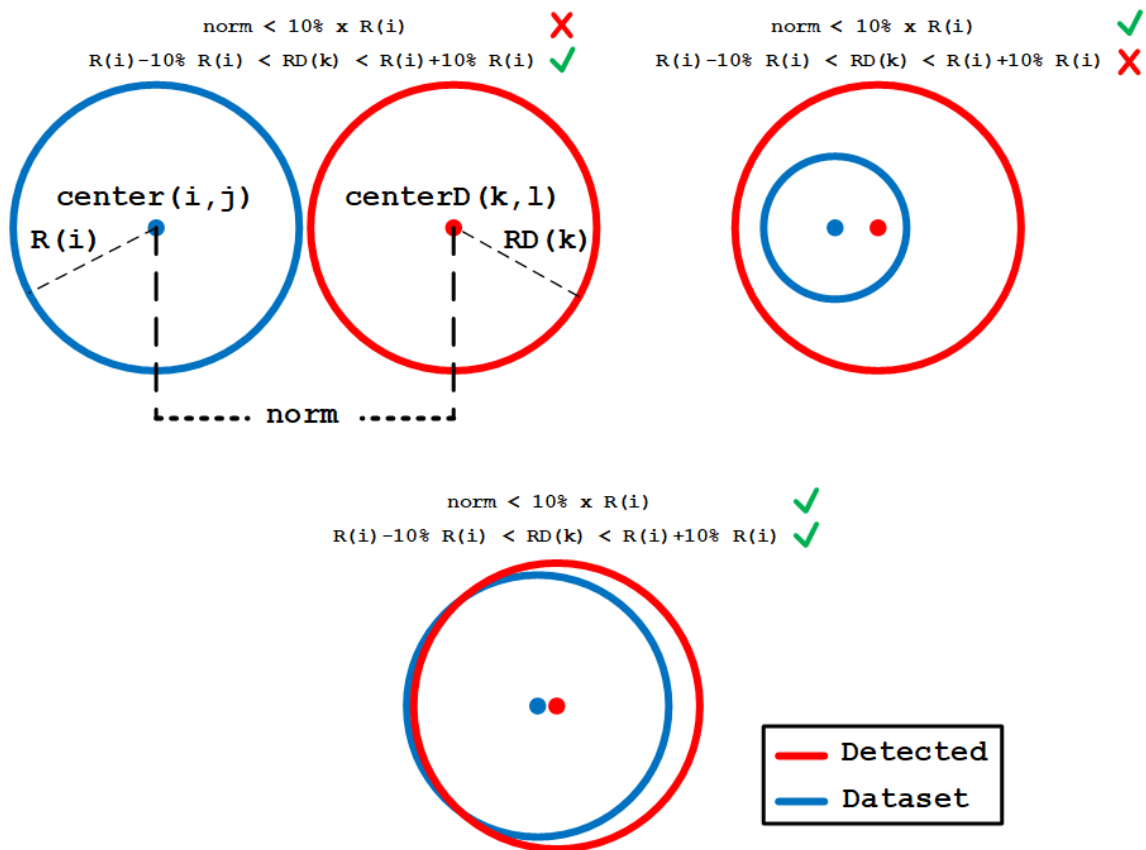 norm < 10% x R(i)
R(i)-10% R(i) < RD(k) < R(i)+10% R(i)
center(i,j)
R(i)
centerD(k,l)
RD(k)
norm
norm < 10% x R(i)
R(i)-10% R(i) < RD(k) < R(i)+10% R(i)
norm < 10% x R(i)
R(i)-10% R(i) < RD(k) < R(i)+10% R(i)
Detected
Dataset